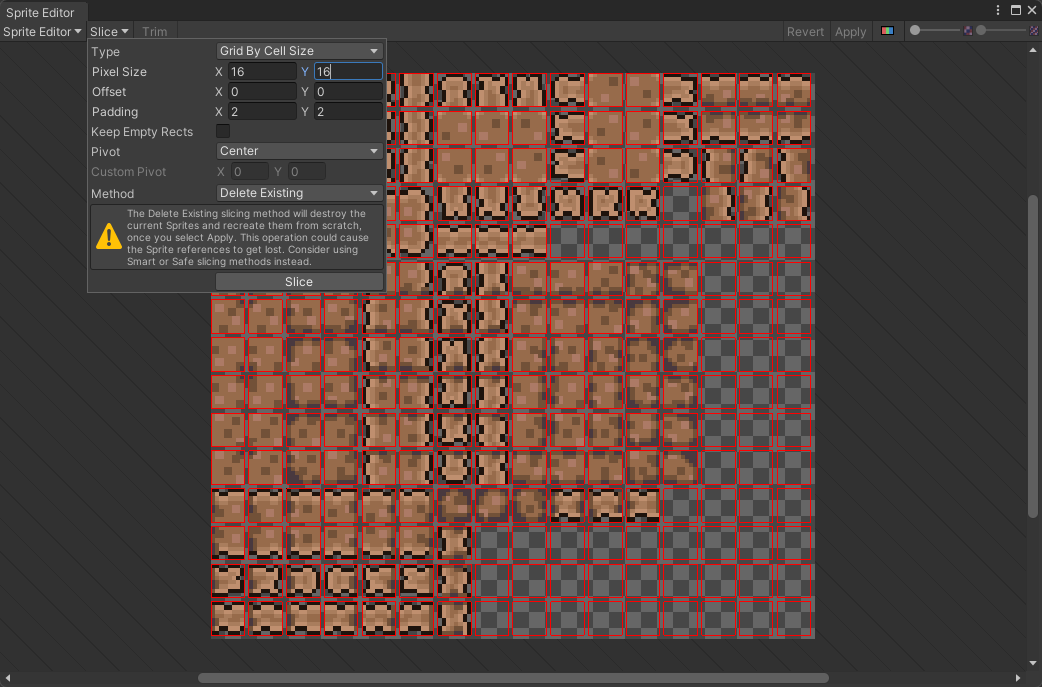 Sprite Editor
Sprite Editor Slice Trim Revert Apply
Type Grid By Cell Size
Pixel Size X 16 Y 16
Offset X 0 Y 0
Padding X 2 Y 2
Keep Empty Rects
Pivot Center
Custom Pivot X 0 Y 0
Method Delete Existing
The Delete Existing slicing method will destroy the
current Sprites and recreate them from scratch,
once you select Apply. This operation could cause
the Sprite references to get lost. Consider using
Smart or Safe slicing methods instead.
Slice